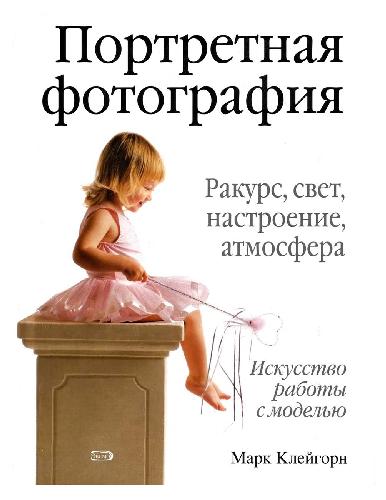 Портретная
фотография
Ракурс, свет,
настроение,
атмосфера
Искусство
работы
с моделью
Марк Клейгорн